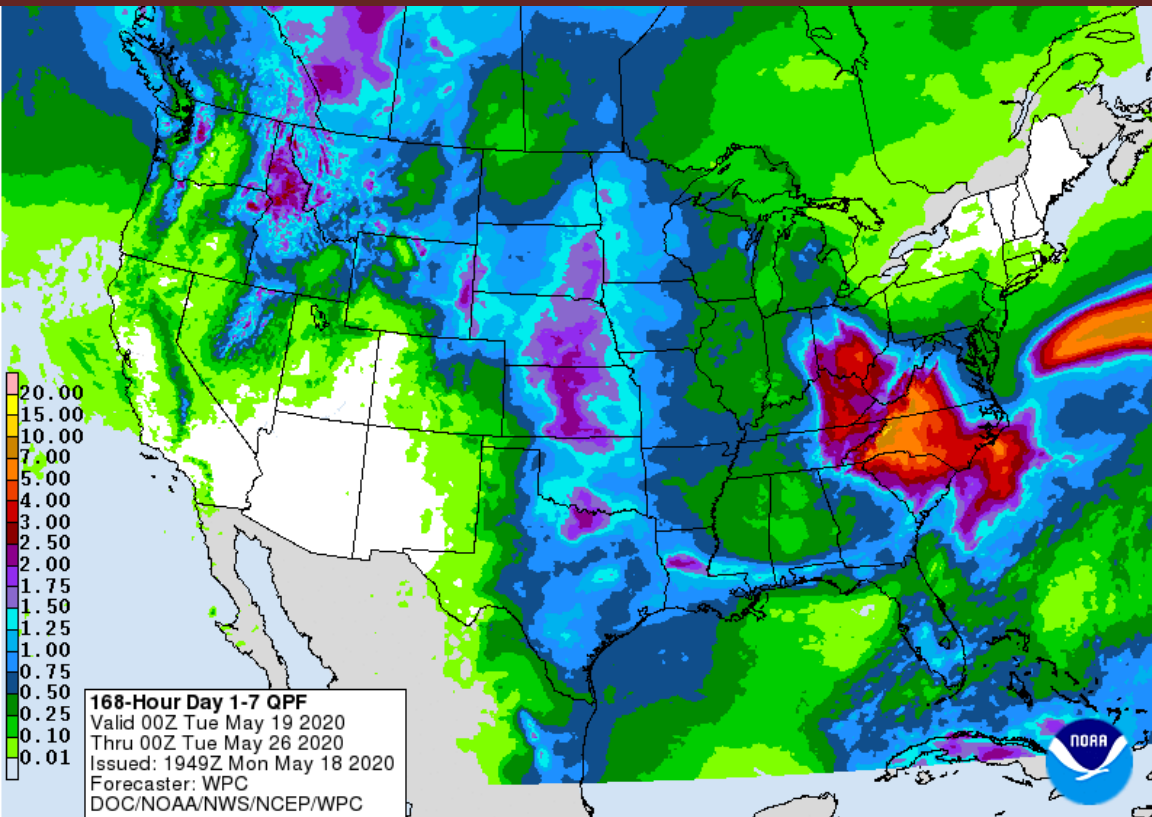 20.00
15.00
10.00
7.00
5.00
4.00
3.00
2.50
2.00
1.75
1.50
1.25
1.00
0.75
0.50
0.25
0.10
0.01
168-Hour Day 1-7 QPF
Valid 00Z Tue May 19 2020
Thru 00Z Tue May 26 2020
Issued: 1949Z Mon May 18 2020
Forecaster: WPC
DOC/NOAA/NWS/NCEP/WPC
NOAA